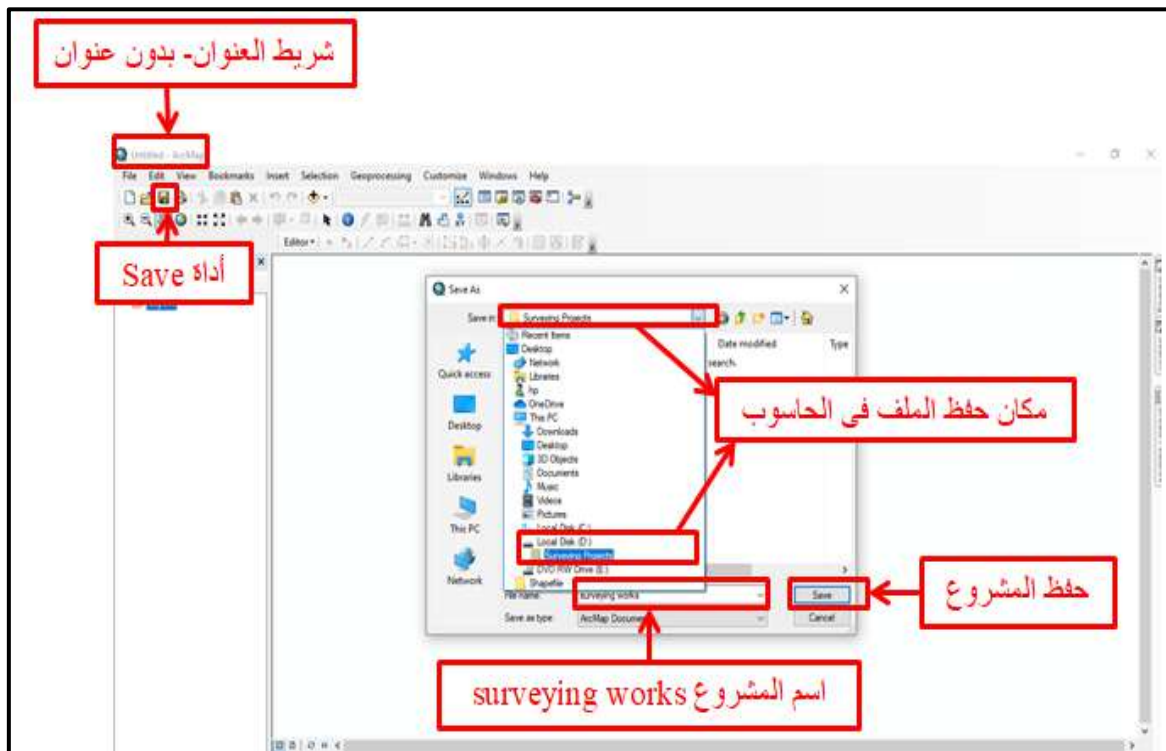 شريط العنوان- بدون عنوان
Untitled - ArcMap
File Edit View Bookmarks Insert Selection Geoprocessing Customize Windows Help
Editor
أداة Save
Save As
Save in: Surveying Projects
Recent Items
Desktop
Network
Libraries
hp
OneDrive
This PC
Downloads
Desktop
3D Objects
Documents
Music
Videos
Pictures
Local Disk (C:)
Local Disk (D:)
Surveying Projects
DVD RW Drive (E:)
Shapefile
Date modified Type
search.
Quick access
Desktop
Libraries
This PC
Network
مكان حفظ الملف فى الحاسوب
File name: surveying works Save
Save as type: ArcMap Document Cancel
حفظ المشروع
اسم المشروع surveying works